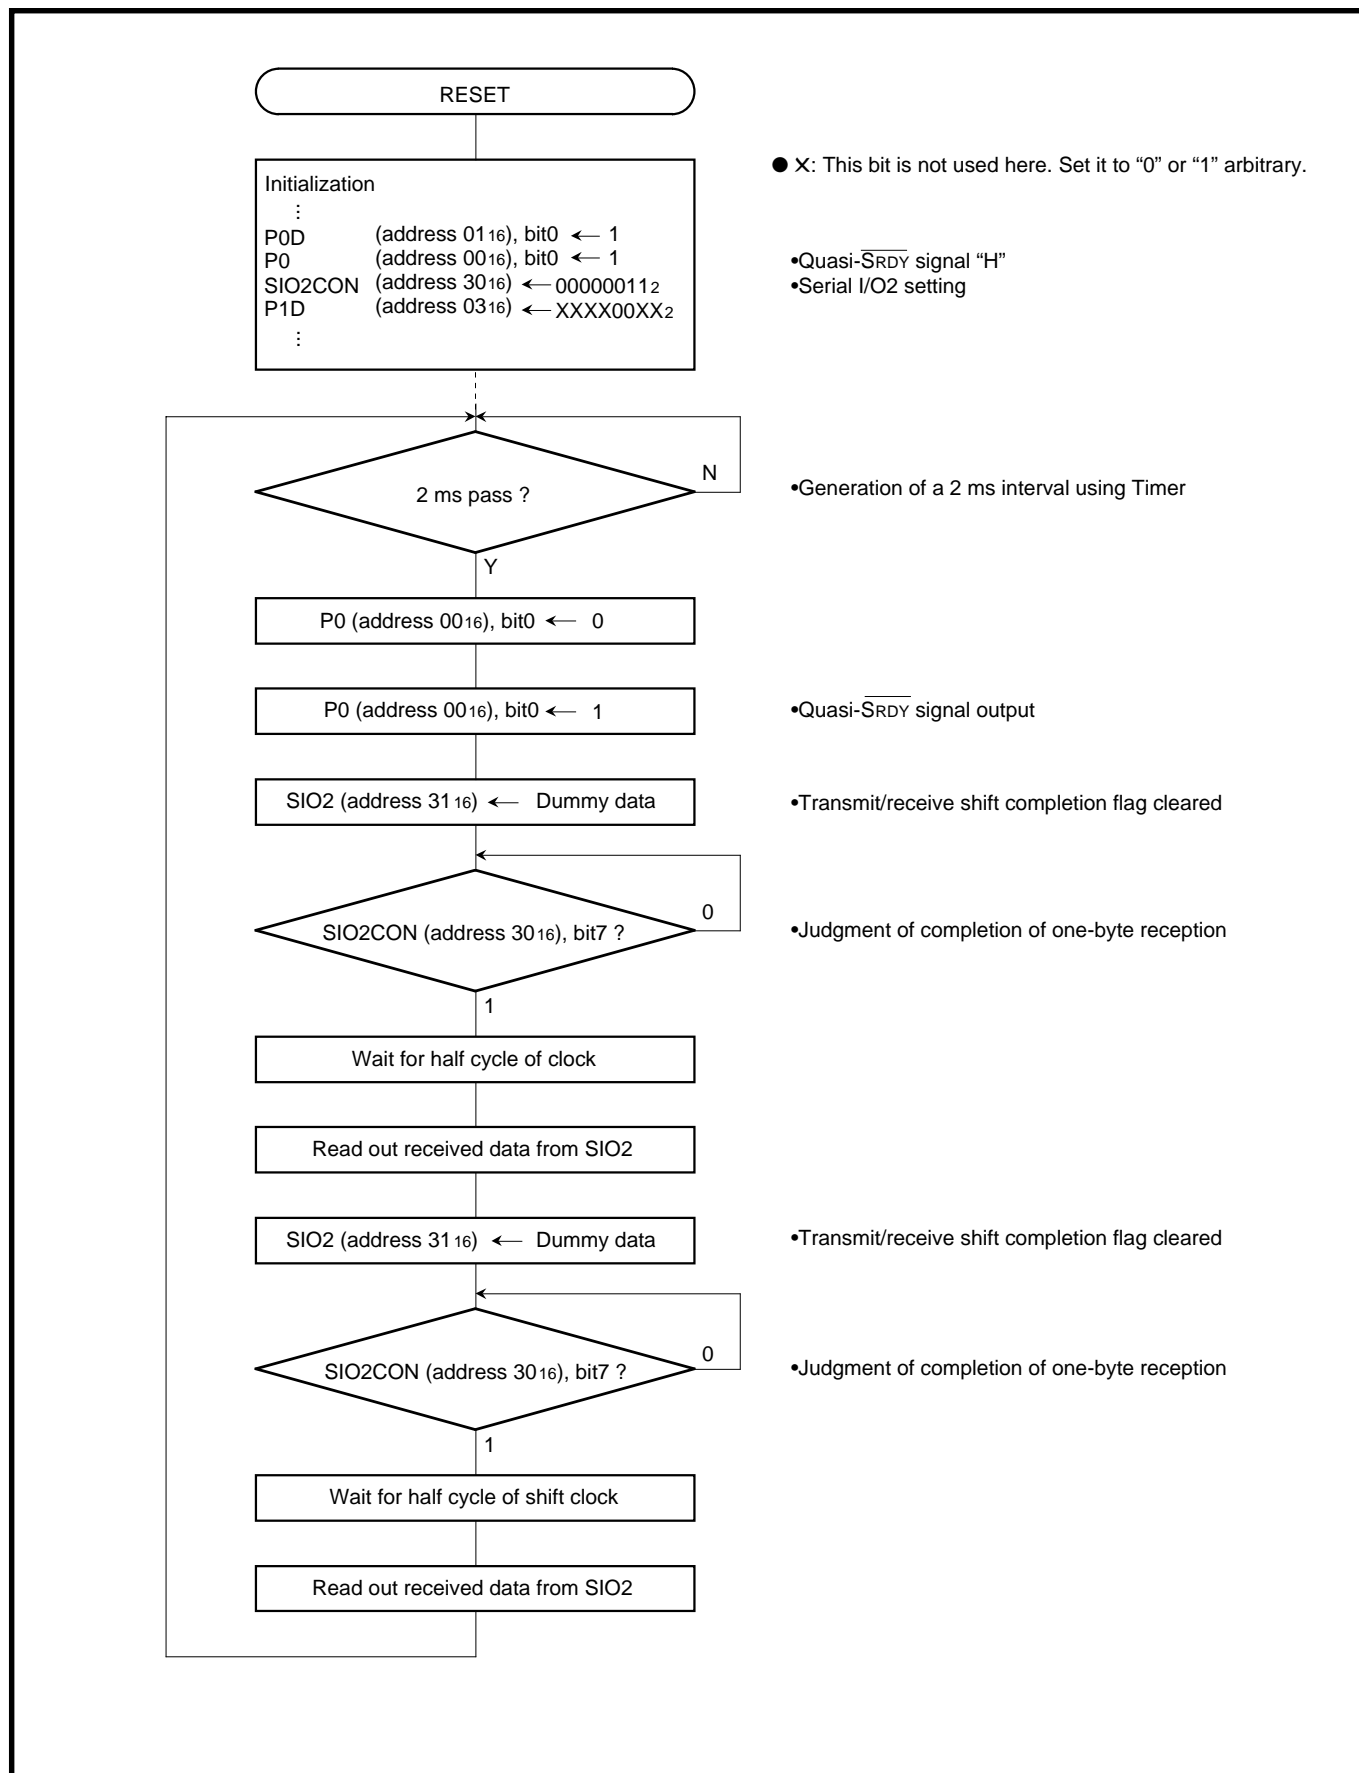 RESET
● X: This bit is not used here. Set it to “0” or “1” arbitrary.
Initialization
⋮
P0D (address 0116), bit0 ← 1
P0 (address 0016), bit0 ← 1 •Quasi-S̅R̅D̅Y̅ signal “H”
SIO2CON (address 3016) ← 000000112 •Serial I/O2 setting
P1D (address 0316) ← XXXX00XX2
⋮
N
2 ms pass ? •Generation of a 2 ms interval using Timer
Y
P0 (address 0016), bit0 ← 0
P0 (address 0016), bit0 ← 1 •Quasi-S̅R̅D̅Y̅ signal output
SIO2 (address 3116) ← Dummy data •Transmit/receive shift completion flag cleared
0
SIO2CON (address 3016), bit7 ? •Judgment of completion of one-byte reception
1
Wait for half cycle of clock
Read out received data from SIO2
SIO2 (address 3116) ← Dummy data •Transmit/receive shift completion flag cleared
0
SIO2CON (address 3016), bit7 ? •Judgment of completion of one-byte reception
1
Wait for half cycle of shift clock
Read out received data from SIO2